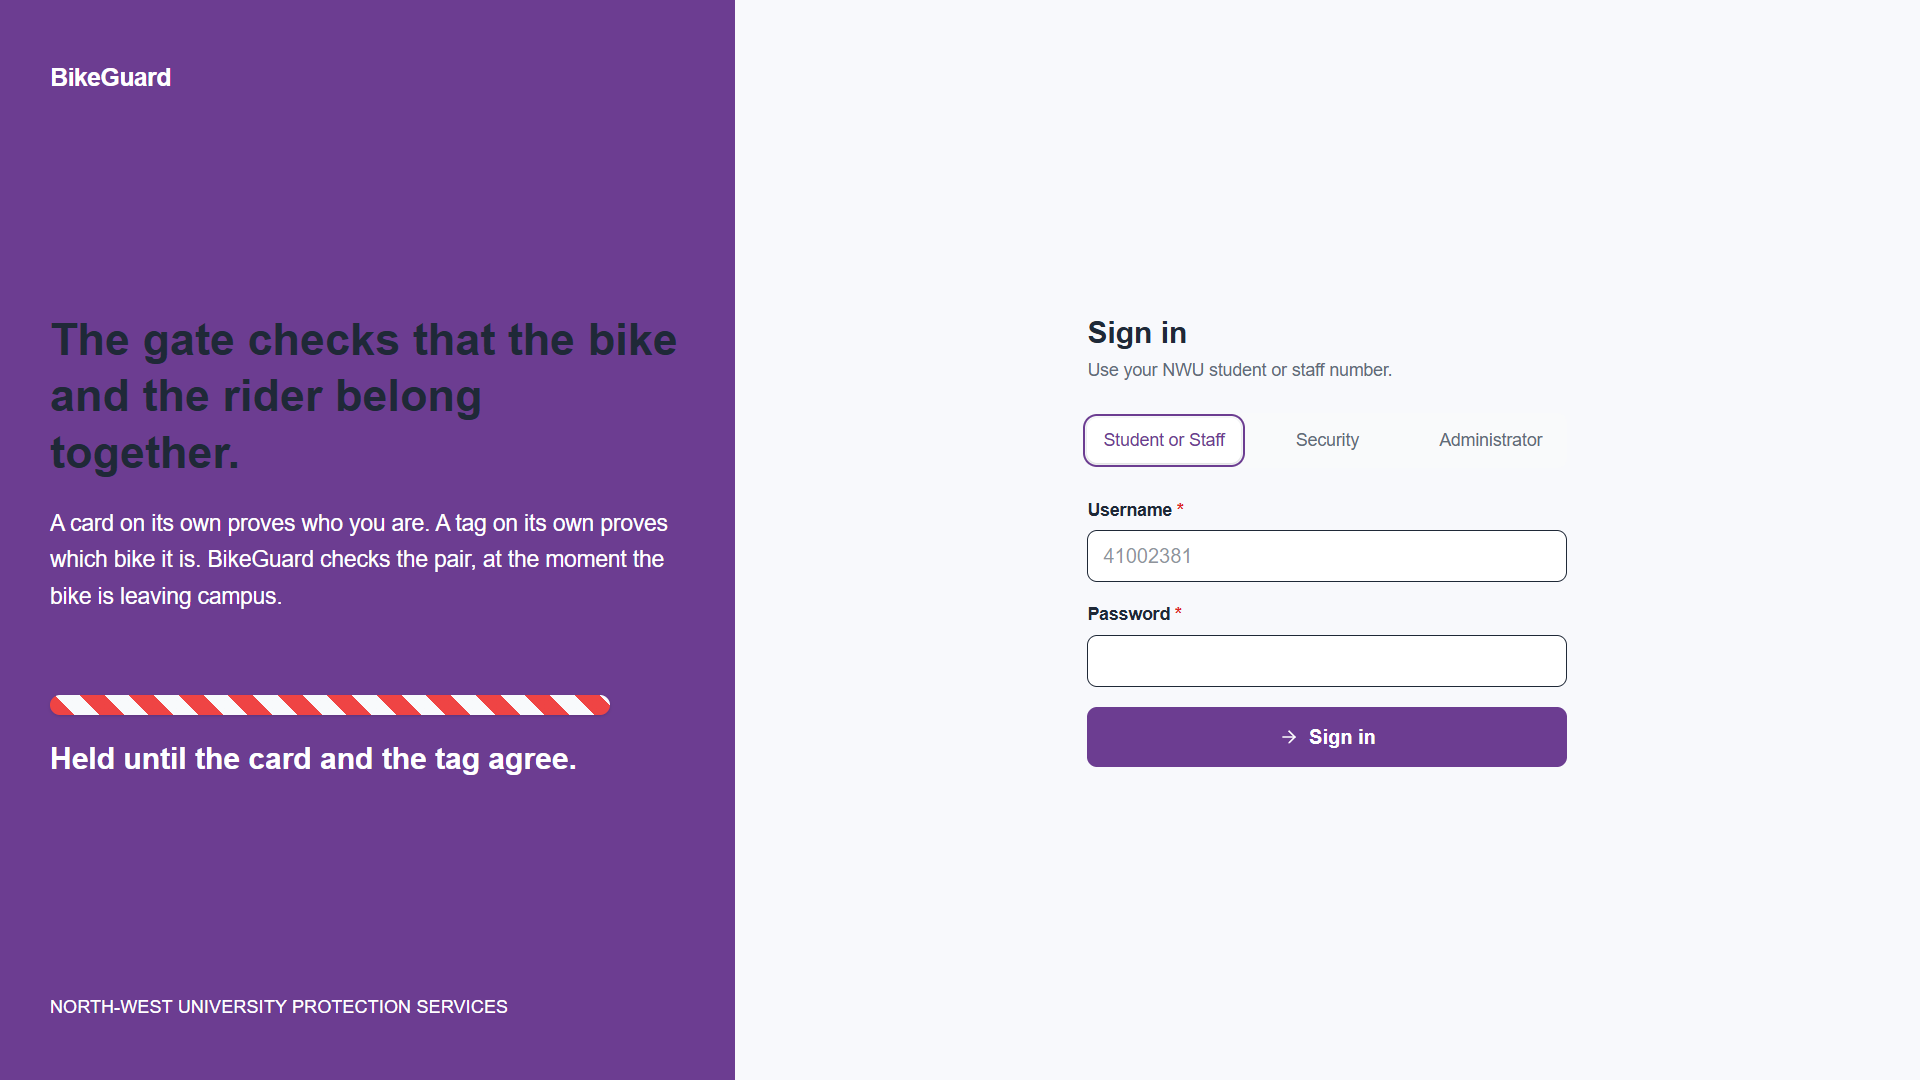 BikeGuard
The gate checks that the bike
and the rider belong
together.
A card on its own proves who you are. A tag on its own proves
which bike it is. BikeGuard checks the pair, at the moment the
bike is leaving campus.
Held until the card and the tag agree.
NORTH-WEST UNIVERSITY PROTECTION SERVICES
Sign in
Use your NWU student or staff number.
Student or Staff
Security
Administrator
Username *
41002381
Password *
Sign in